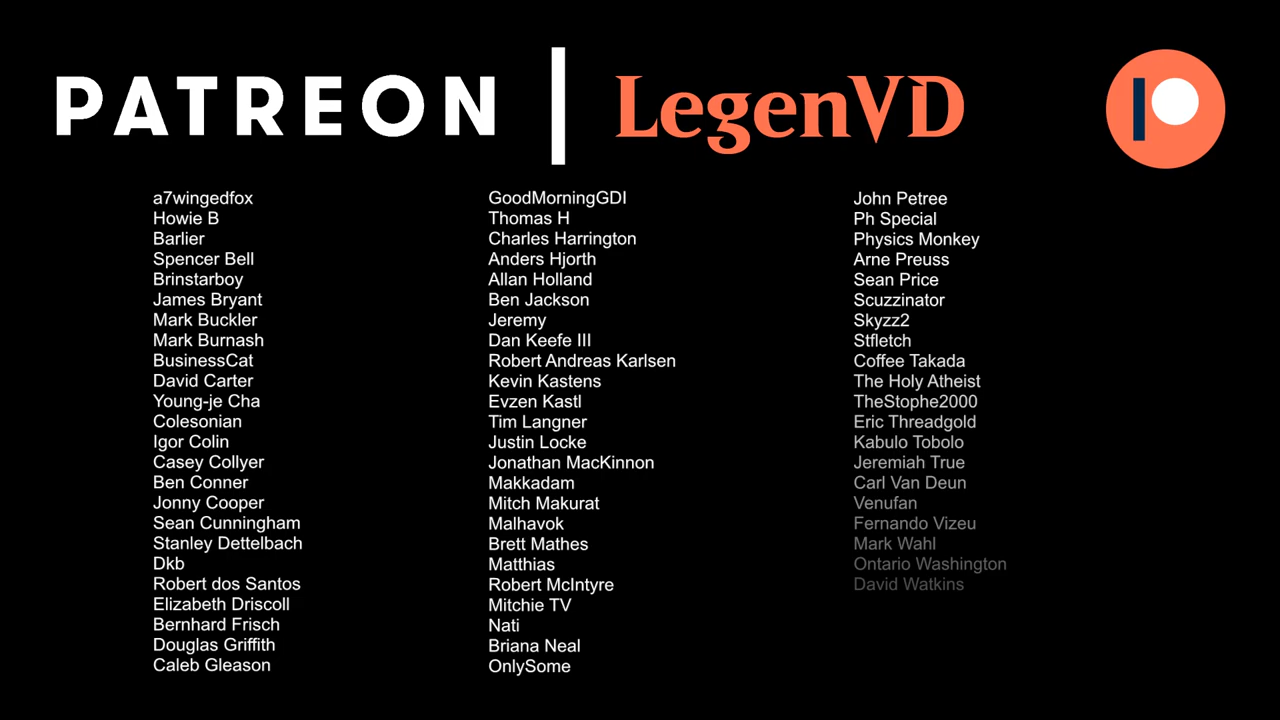 PATREON | LegenVD
a7wingedfox
Howie B
Barlier
Spencer Bell
Brinstarboy
James Bryant
Mark Buckler
Mark Burnash
BusinessCat
David Carter
Young-je Cha
Colesonian
Igor Colin
Casey Collyer
Ben Conner
Jonny Cooper
Sean Cunningham
Stanley Dettelbach
Dkb
Robert dos Santos
Elizabeth Driscoll
Bernhard Frisch
Douglas Griffith
Caleb Gleason
GoodMorningGDI
Thomas H
Charles Harrington
Anders Hjorth
Allan Holland
Ben Jackson
Jeremy
Dan Keefe III
Robert Andreas Karlsen
Kevin Kastens
Evzen Kastl
Tim Langner
Justin Locke
Jonathan MacKinnon
Makkadam
Mitch Makurat
Malhavok
Brett Mathes
Matthias
Robert McIntyre
Mitchie TV
Nati
Briana Neal
OnlySome
John Petree
Ph Special
Physics Monkey
Arne Preuss
Sean Price
Scuzzinator
Skyzz2
Stfletch
Coffee Takada
The Holy Atheist
TheStophe2000
Eric Threadgold
Kabulo Tobolo
Jeremiah True
Carl Van Deun
Venufan
Fernando Vizeu
Mark Wahl
Ontario Washington
David Watkins